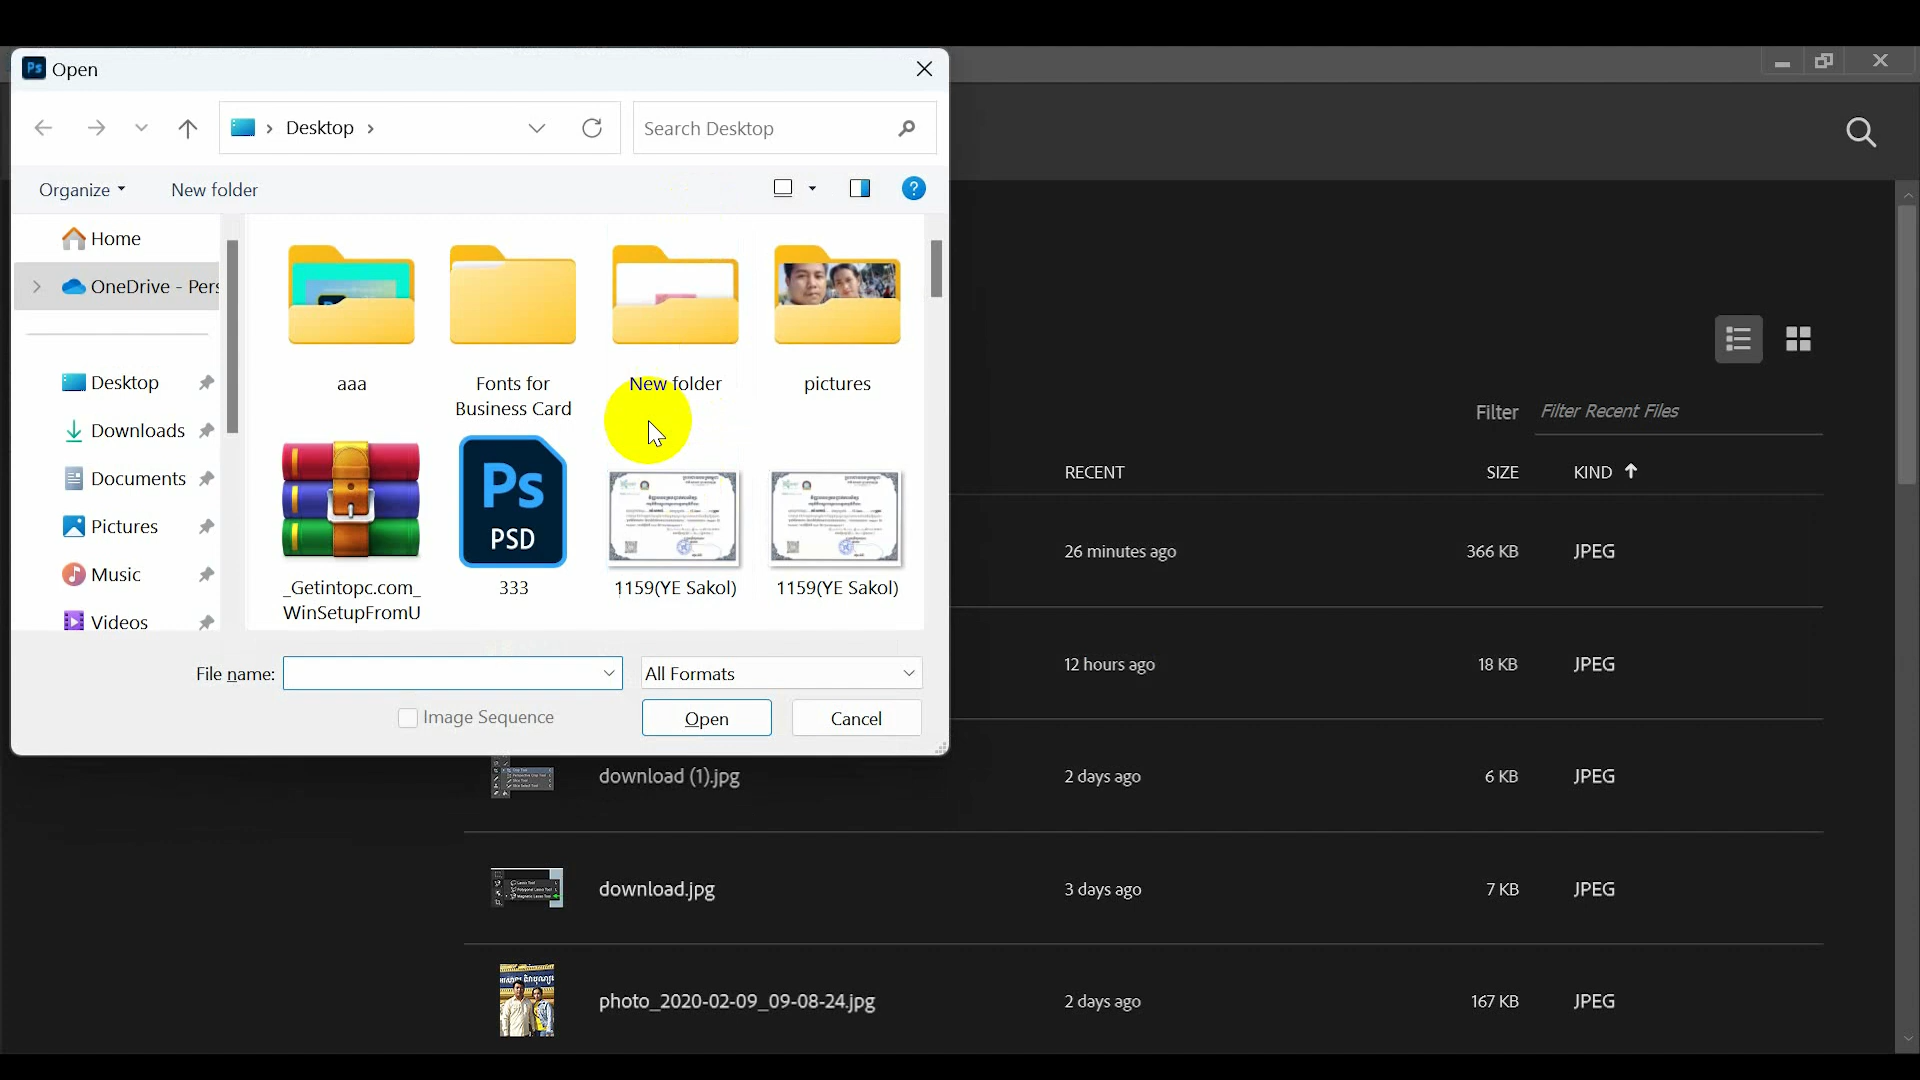 Ps Open
Desktop
Search Desktop
Organize
New folder
?
Home
OneDrive - Pers
Desktop
Downloads
Documents
Pictures
Music
Videos
aaa
Fonts for
Business Card
New folder
pictures
Ps
PSD
_Getintopc.com_
WinSetupFromU
333
1159(YE Sakol)
1159(YE Sakol)
File name:
All Formats
Image Sequence
Open
Cancel
Filter
Filter Recent Files
RECENT
SIZE
KIND
26 minutes ago
366 KB
JPEG
12 hours ago
18 KB
JPEG
download (1).jpg
2 days ago
6 KB
JPEG
download.jpg
3 days ago
7 KB
JPEG
photo_2020-02-09_09-08-24.jpg
2 days ago
167 KB
JPEG